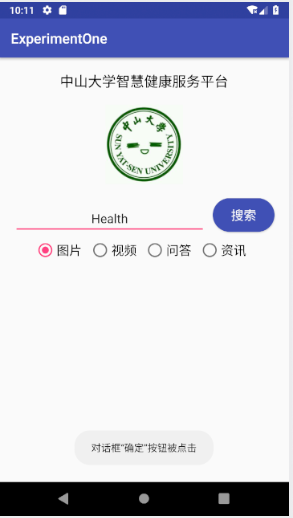 10:11
ExperimentOne
中山大学智慧健康服务平台
中山大学
SUN YAT-SEN UNIVERSITY
Health
搜索
图片 视频 问答 资讯
对话框“确定”按钮被点击